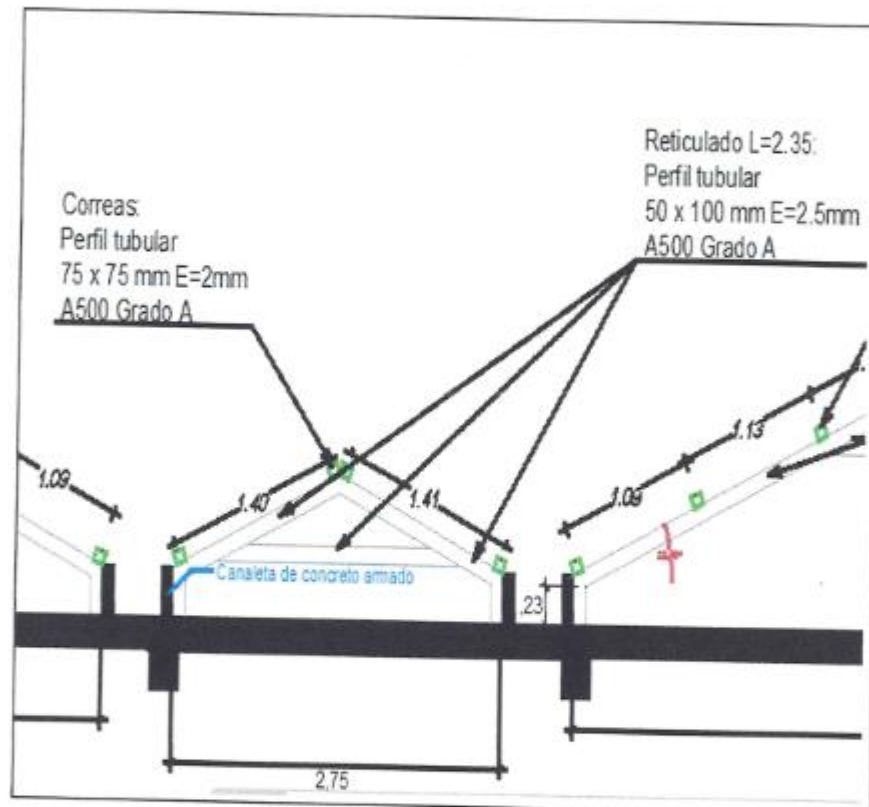 Reticulado L=2.35:
Perfil tubular
50 x 100 mm E=2.5mm
A500 Grado A
Correas:
Perfil tubular
75 x 75 mm E=2mm
A500 Grado A
1.09
1.40
1.41
1.09
1.13
Canaleta de concreto armado
,23
2,75